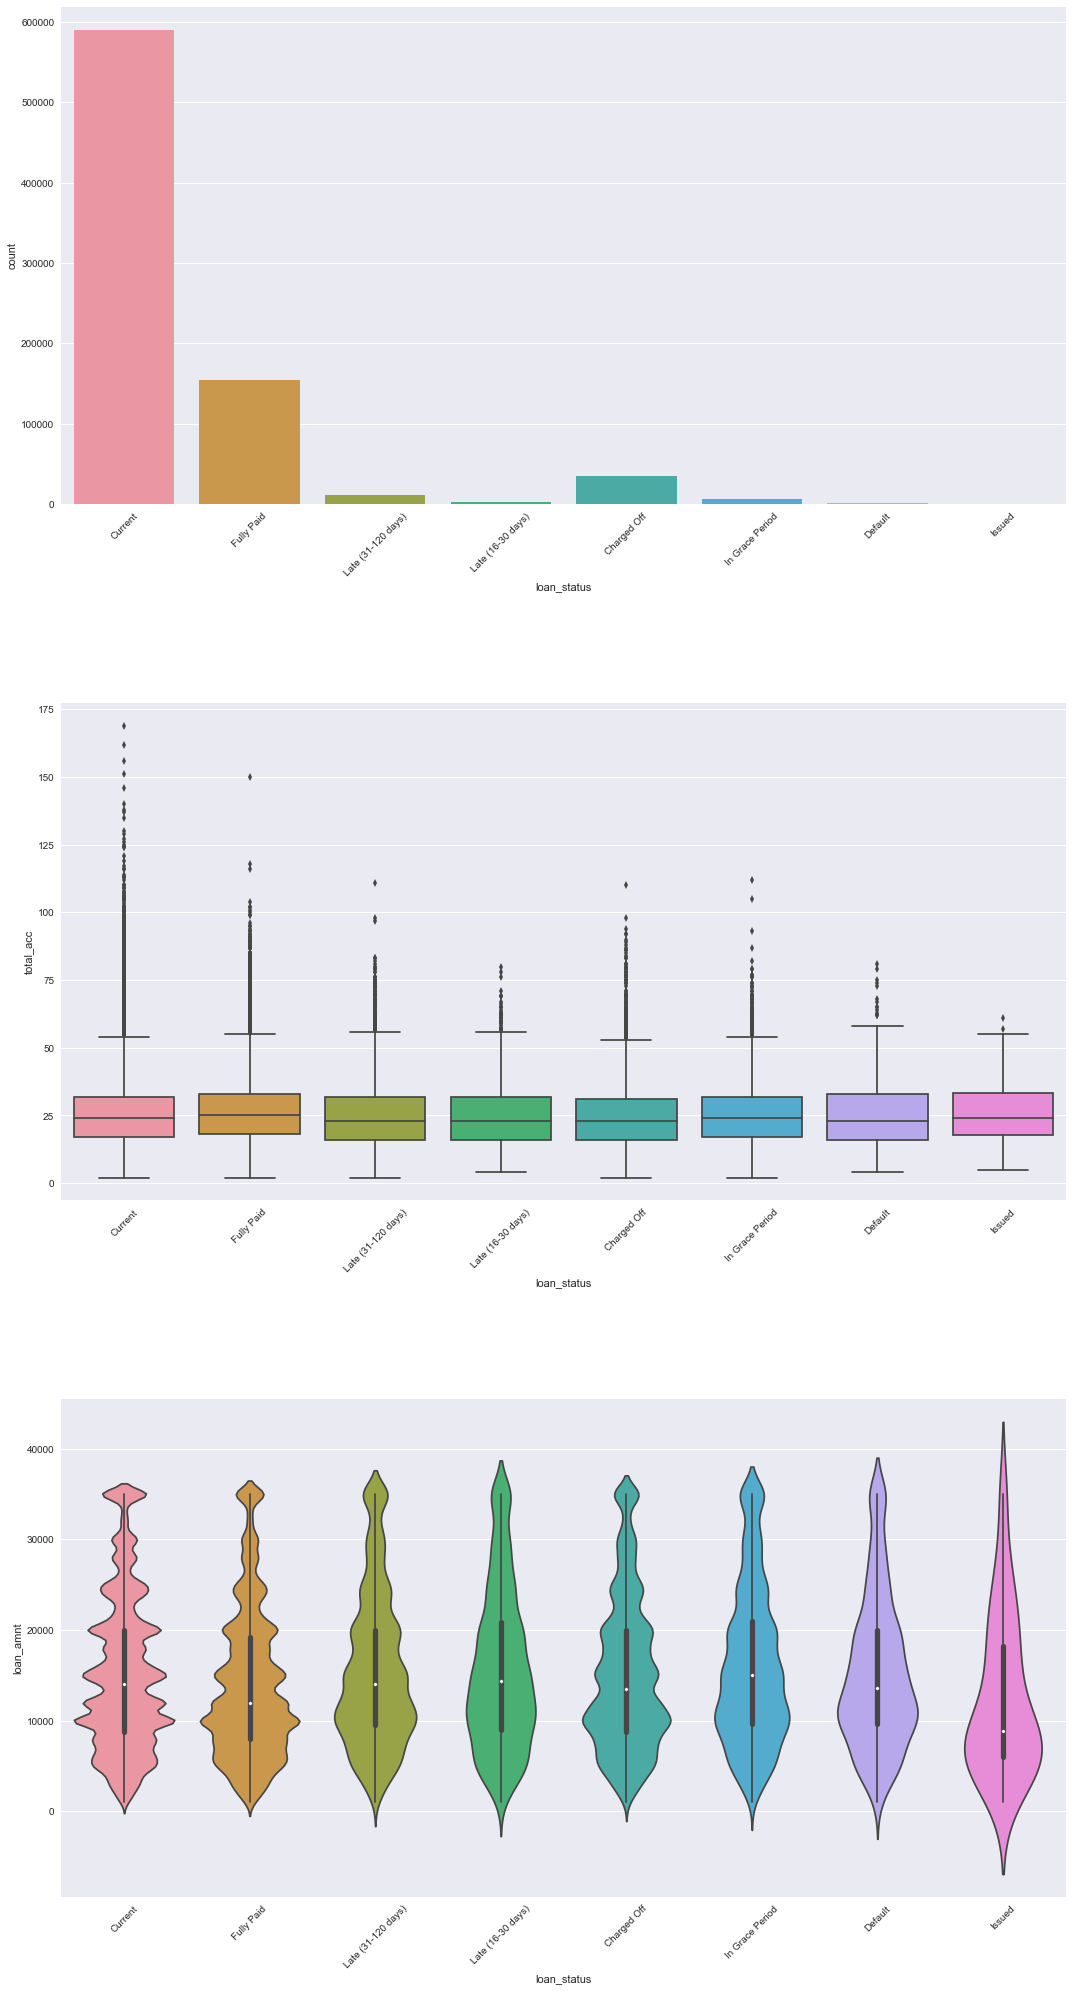 600000
500000
400000
300000
200000
100000
0
count
Current
Fully Paid
Late (31-120 days)
Late (16-30 days)
Charged Off
In Grace Period
Default
Issued
loan_status
175
150
125
100
75
50
25
0
total_acc
Current
Fully Paid
Late (31-120 days)
Late (16-30 days)
Charged Off
In Grace Period
Default
Issued
loan_status
40000
30000
20000
10000
0
loan_amnt
Current
Fully Paid
Late (31-120 days)
Late (16-30 days)
Charged Off
In Grace Period
Default
Issued
loan_status